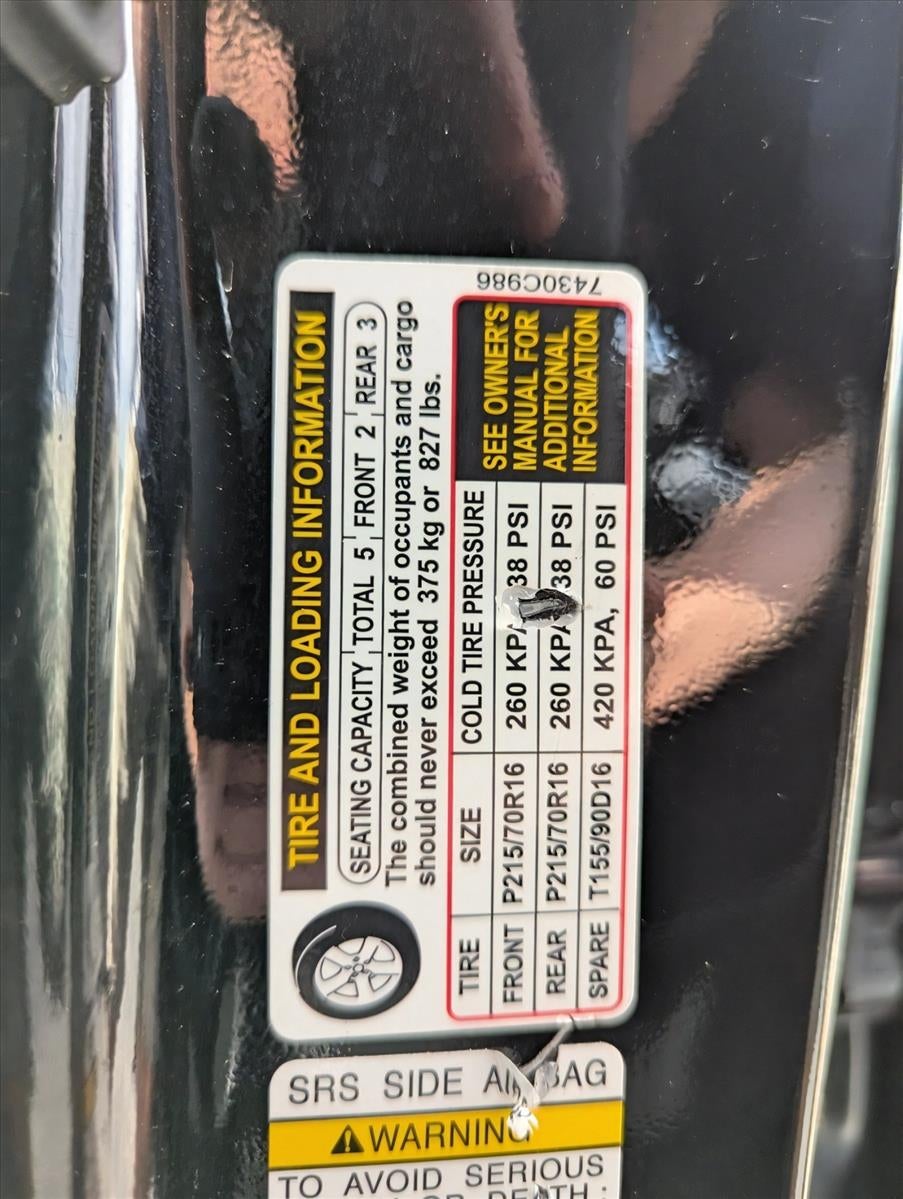 7430C986
TIRE AND LOADING INFORMATION
SEATING CAPACITY TOTAL 5 FRONT 2 REAR 3
The combined weight of occupants and cargo
should never exceed 375 kg or 827 lbs.
TIRE SIZE COLD TIRE PRESSURE
FRONT P215/70R16 260 KPA 38 PSI
REAR P215/70R16 260 KPA 38 PSI
SPARE T155/90D16 420 KPA, 60 PSI
SEE OWNER'S
MANUAL FOR
ADDITIONAL
INFORMATION
SRS SIDE AIRBAG
WARNING
TO AVOID SERIOUS